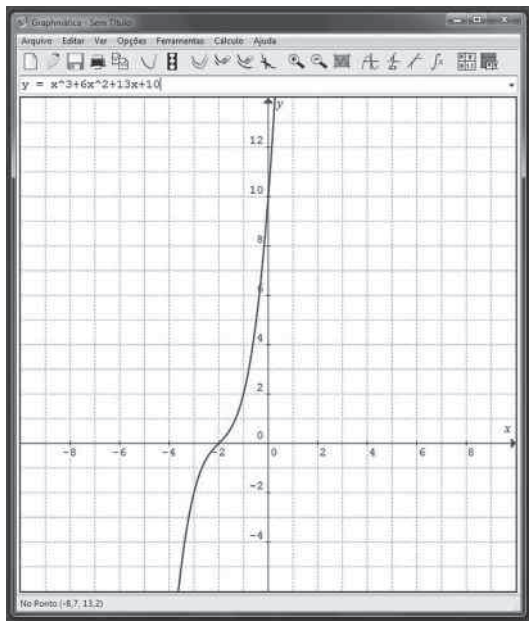 Graphmatica - Sem Título
Arquivo Editar Ver Opções Ferramentas Cálculo Ajuda
y = x^3+6x^2+13x+10
y
12
10
8
6
4
2
0
x
-8 -6 -4 -2 0 2 4 6 8
-2
-4
No Ponto (-8,7, 13,2)